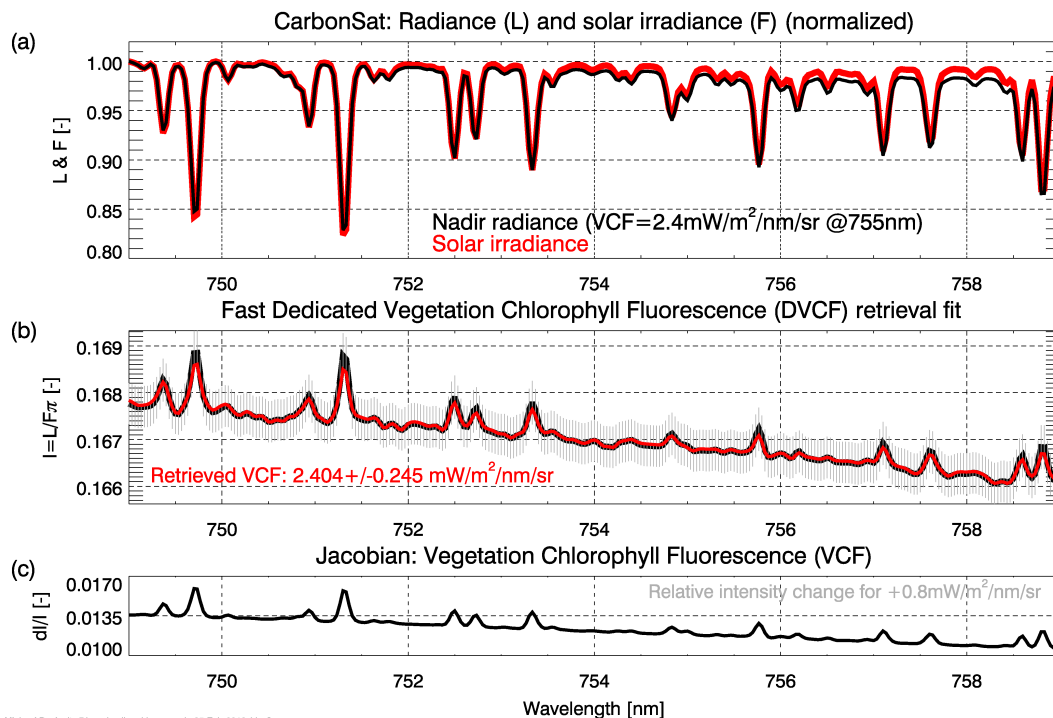 CarbonSat: Radiance (L) and solar irradiance (F) (normalized)
(a)
1.00
0.95
0.90
0.85
0.80
L & F [-]
Nadir radiance (VCF=2.4mW/m²/nm/sr @755nm)
Solar irradiance
750 752 754 756 758
Fast Dedicated Vegetation Chlorophyll Fluorescence (DVCF) retrieval fit
(b)
0.169
0.168
0.167
0.166
I=L/Fπ [-]
Retrieved VCF: 2.404+/-0.245 mW/m²/nm/sr
750 752 754 756 758
Jacobian: Vegetation Chlorophyll Fluorescence (VCF)
(c)
0.0170
0.0135
0.0100
dI/I [-]
Relative intensity change for +0.8mW/m²/nm/sr
750 752 754 756 758
Wavelength [nm]